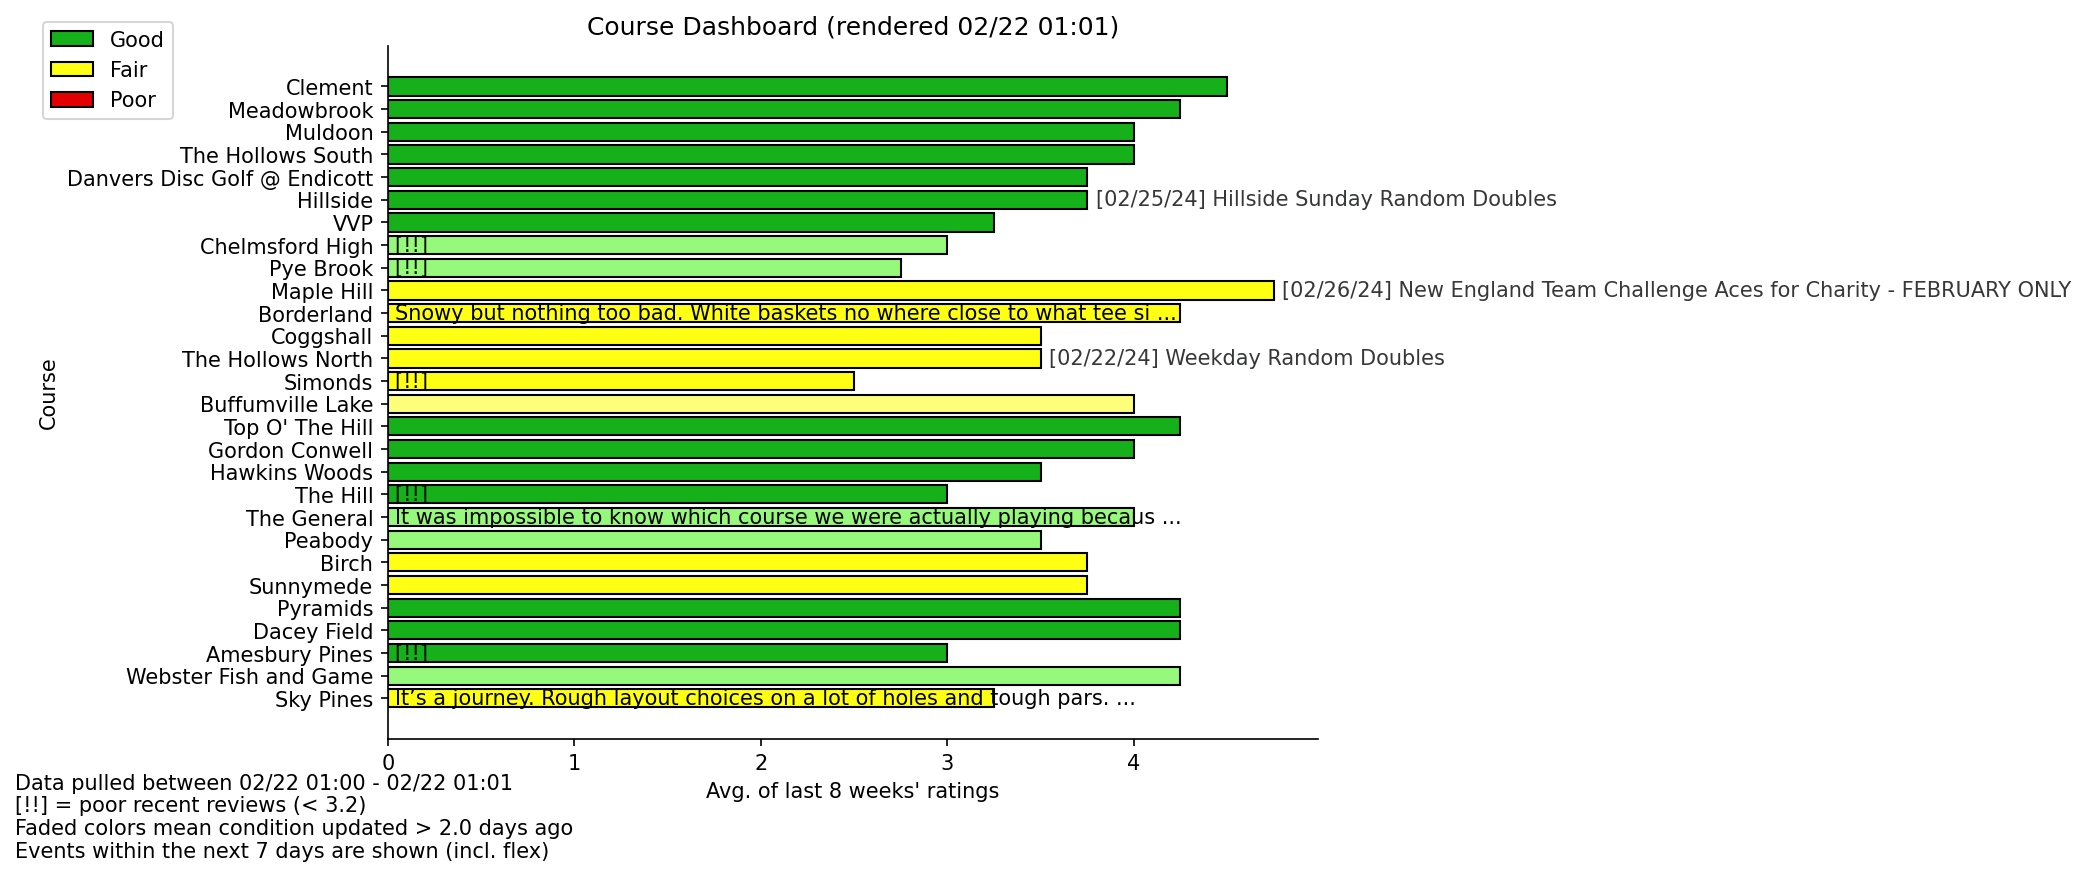 Course Dashboard (rendered 02/22 01:01)
Good
Fair
Poor
Course
Clement
Meadowbrook
Muldoon
The Hollows South
Danvers Disc Golf @ Endicott
Hillside [02/25/24] Hillside Sunday Random Doubles
VVP
Chelmsford High [!!]
Pye Brook [!!]
Maple Hill [02/26/24] New England Team Challenge Aces for Charity - FEBRUARY ONLY
Borderland Snowy but nothing too bad. White baskets no where close to what tee si ...
Coggshall
The Hollows North [02/22/24] Weekday Random Doubles
Simonds [!!]
Buffumville Lake
Top O' The Hill
Gordon Conwell
Hawkins Woods
The Hill [!!]
The General It was impossible to know which course we were actually playing becaus ...
Peabody
Birch
Sunnymede
Pyramids
Dacey Field
Amesbury Pines [!!]
Webster Fish and Game
Sky Pines It’s a journey. Rough layout choices on a lot of holes and tough pars. ...
0 1 2 3 4
Avg. of last 8 weeks' ratings
Data pulled between 02/22 01:00 - 02/22 01:01
[!!] = poor recent reviews (< 3.2)
Faded colors mean condition updated > 2.0 days ago
Events within the next 7 days are shown (incl. flex)